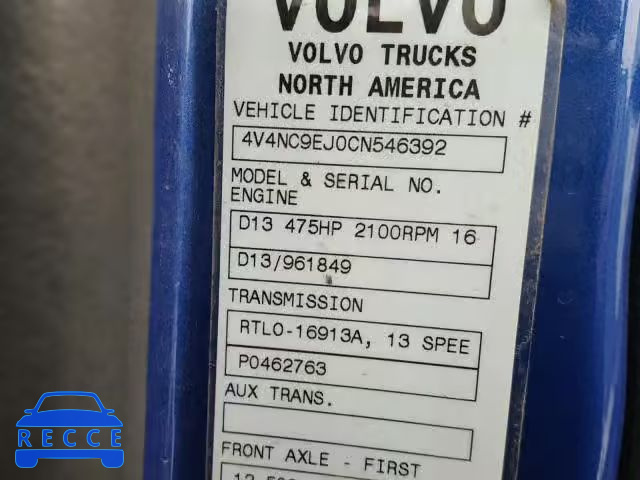 VOLVO
VOLVO TRUCKS
NORTH AMERICA
VEHICLE IDENTIFICATION #
4V4NC9EJ0CN546392
MODEL & SERIAL NO.
ENGINE
D13 475HP 2100RPM 16
D13/961849
TRANSMISSION
RTLO-16913A, 13 SPEE
P0462763
AUX TRANS.
FRONT AXLE - FIRST
RECCE